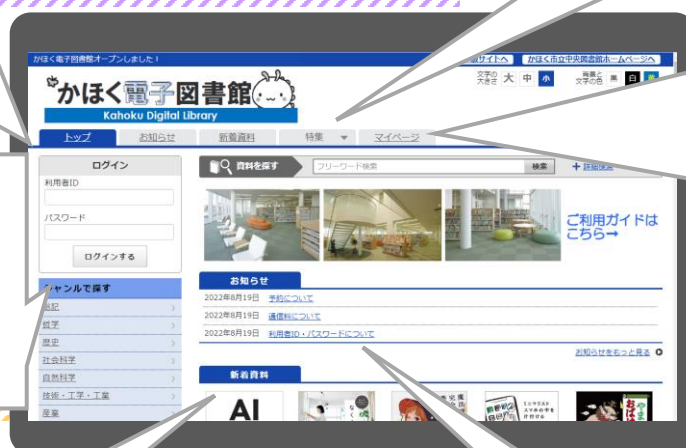 かほく電子図書館オープンしました！
サイトへ
かほく市立中央図書館ホームページへ
かほく電子図書館
Kahoku Digital Library
文字の大きさ 大 中 小
背景と文字の色 黒 白
トップ お知らせ 新着資料 特集 ▼ マイページ
ログイン
利用者ID
パスワード
ログインする
資料を探す フリーワード検索 検索 + 詳細検索
ご利用ガイドは
こちら→
ジャンルで探す
総記
哲学
歴史
社会科学
自然科学
技術・工学・工業
産業
お知らせ
2022年8月19日 予約について
2022年8月19日 通信料について
2022年8月19日 利用者ID・パスワードについて
お知らせをもっと見る
新着資料
AI